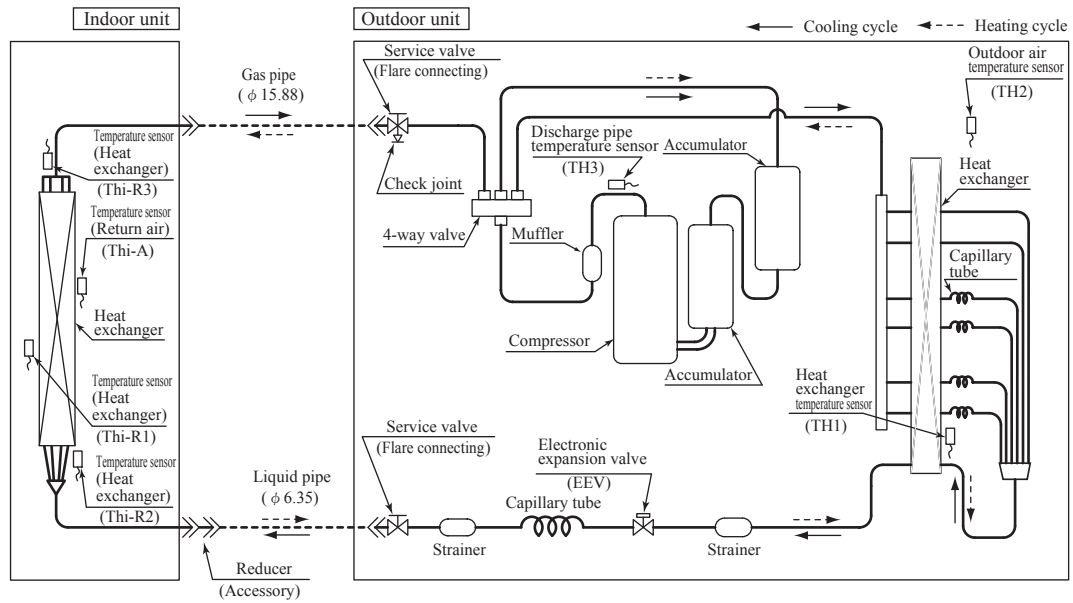 Indoor unit
Outdoor unit
Cooling cycle
Heating cycle
Service valve
(Flare connecting)
Gas pipe
( φ 15.88)
Outdoor air
temperature sensor
(TH2)
Temperature sensor
(Heat
exchanger)
(Thi-R3)
Check joint
Discharge pipe
temperature sensor
(TH3)
Accumulator
Heat
exchanger
Temperature sensor
(Return air)
(Thi-A)
4-way valve
Muffler
Capillary
tube
Heat
exchanger
Compressor
Accumulator
Temperature sensor
(Heat
exchanger)
(Thi-R1)
Heat
exchanger
temperature sensor
(TH1)
Service valve
(Flare connecting)
Electronic
expansion valve
(EEV)
Temperature sensor
(Heat
exchanger)
(Thi-R2)
Liquid pipe
( φ 6.35)
Capillary tube
Strainer
Strainer
Reducer
(Accessory)